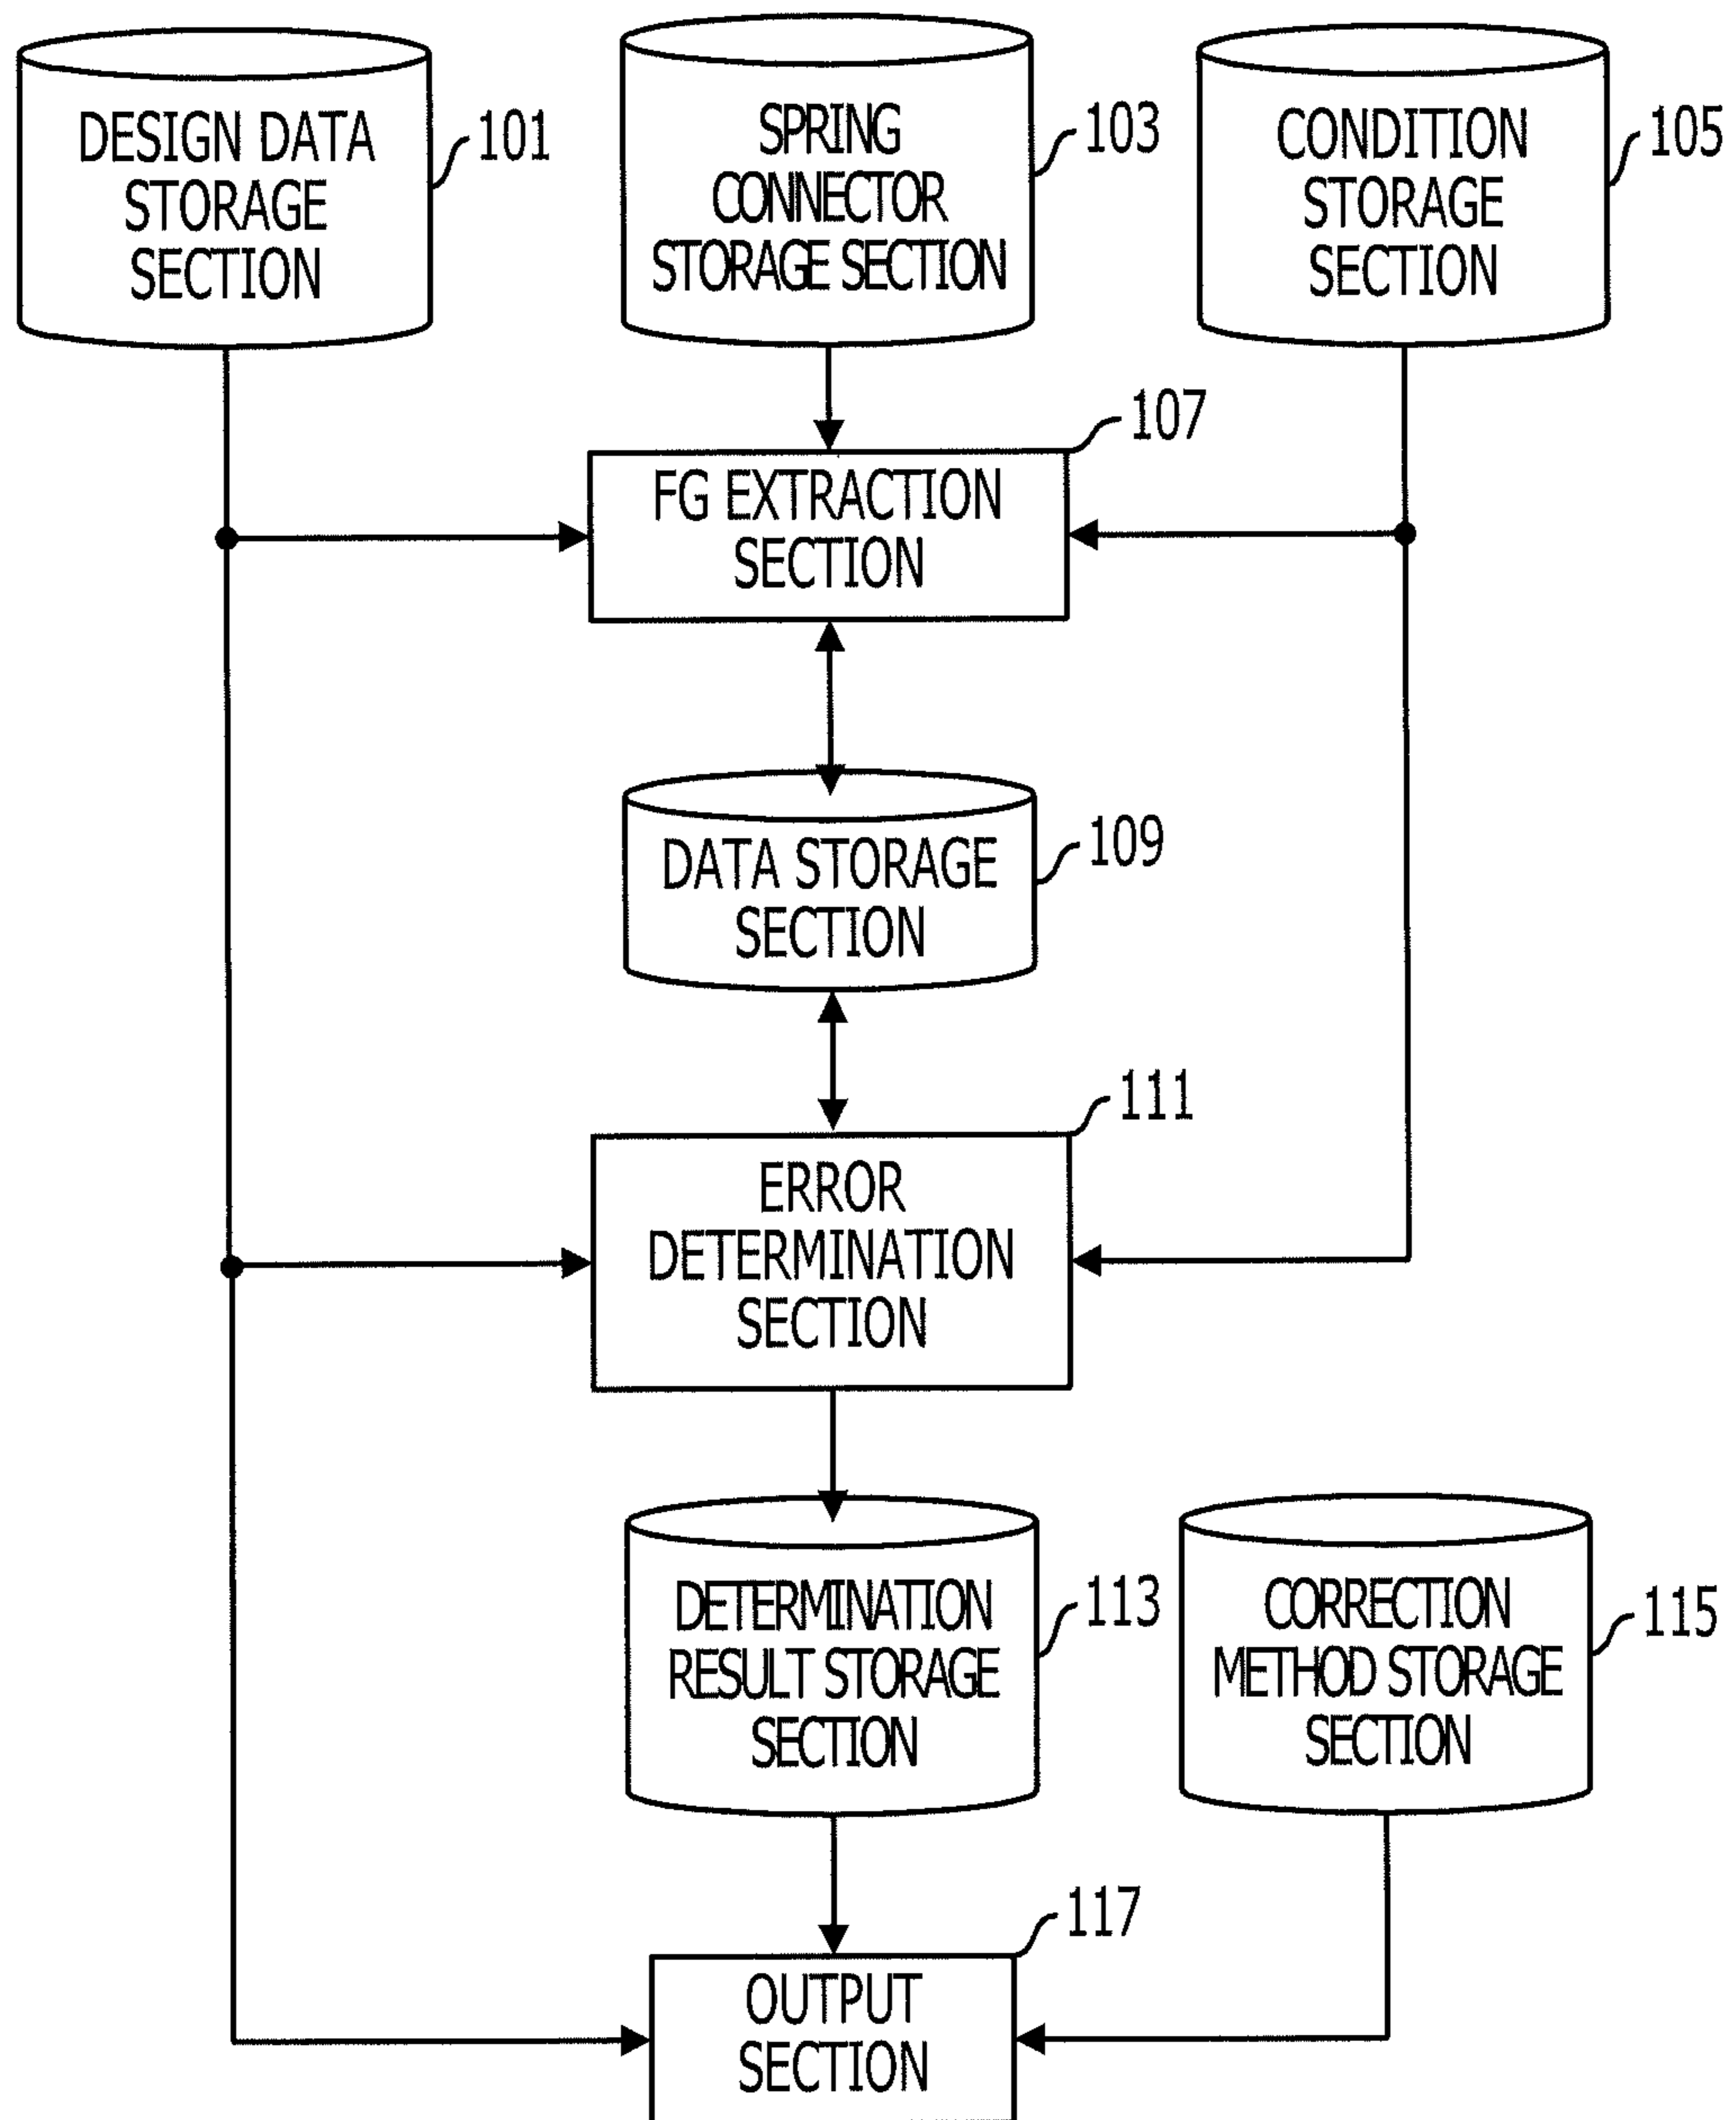 DESIGN DATA
STORAGE
SECTION
101
SPRING
CONNECTOR
STORAGE SECTION
103
CONDITION
STORAGE
SECTION
105
107
FG EXTRACTION
SECTION
DATA STORAGE
SECTION
109
111
ERROR
DETERMINATION
SECTION
DETERMINATION
RESULT STORAGE
SECTION
113
CORRECTION
METHOD STORAGE
SECTION
115
117
OUTPUT
SECTION